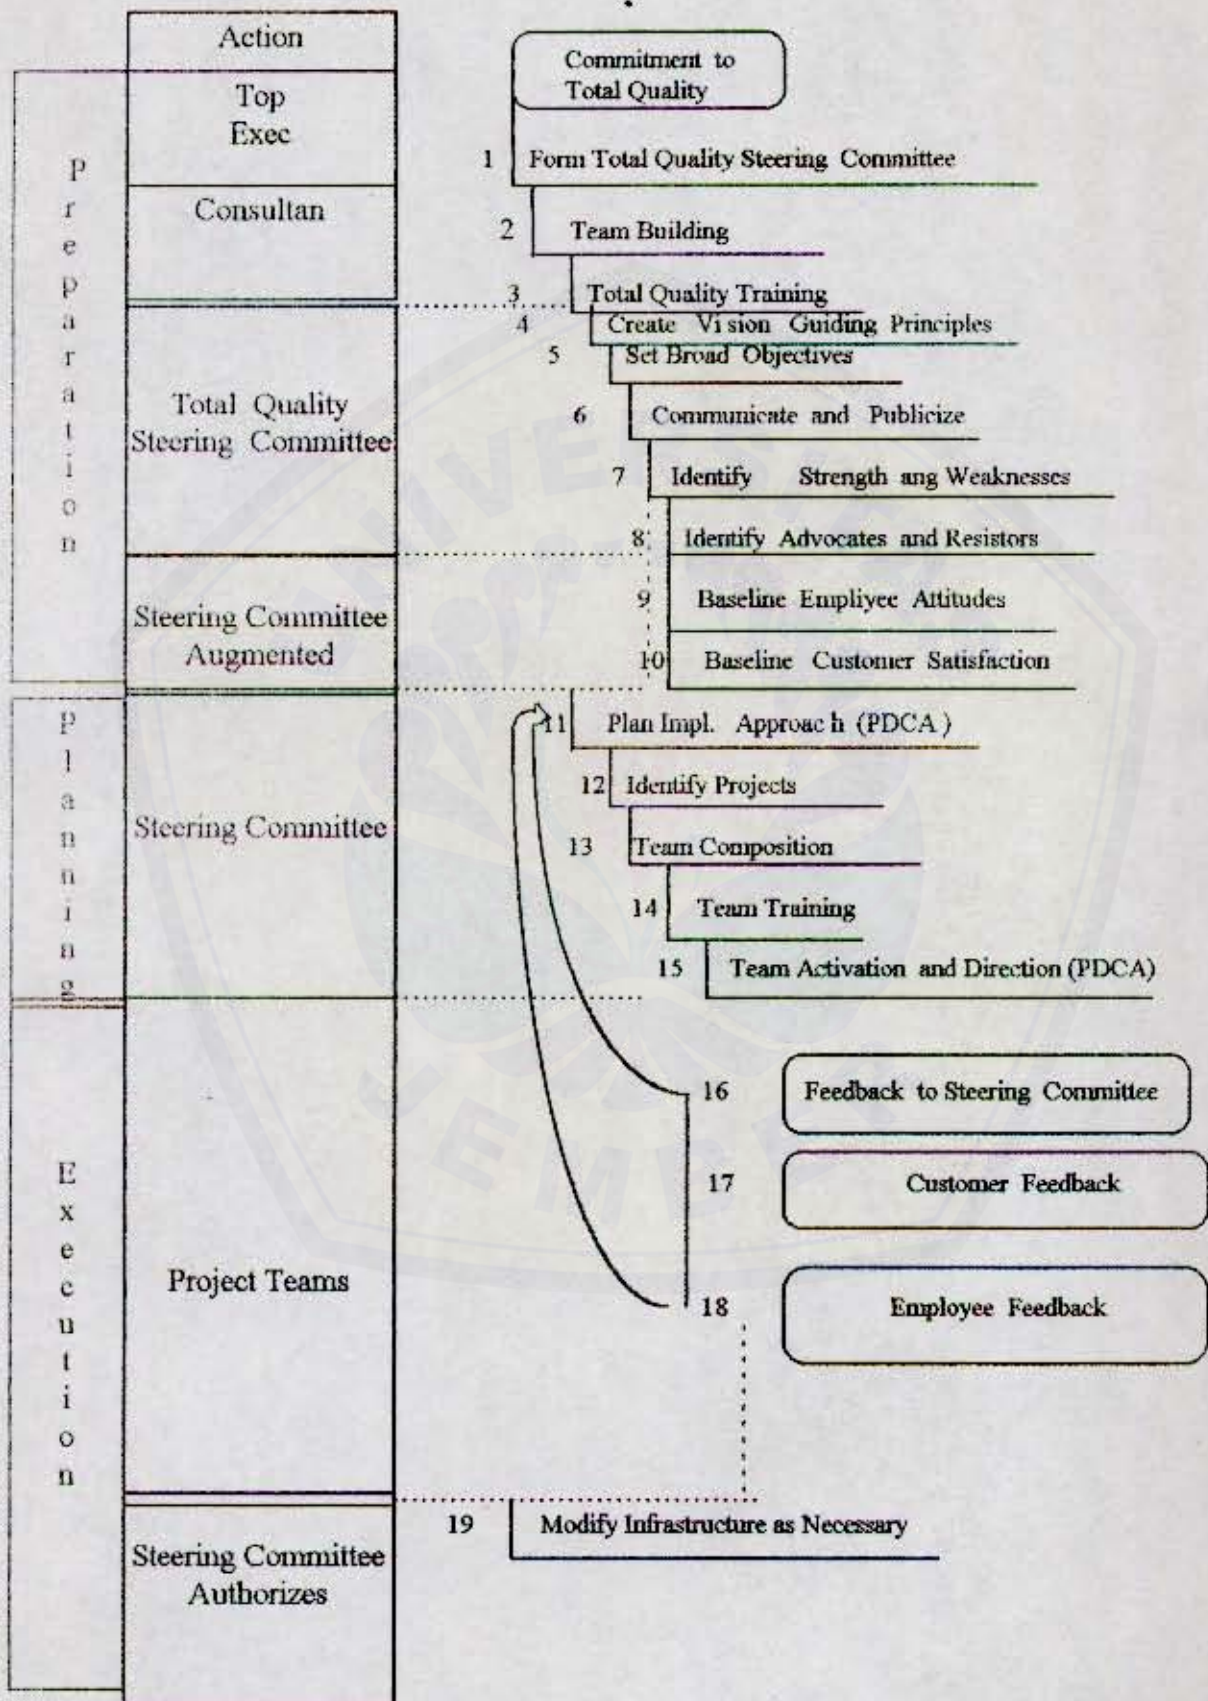 Action
Top
Exec
Consultan
Total Quality
Steering Committee
Steering Committee
Augmented
Steering Committee
Project Teams
Steering Committee
Authorizes
Preparation
Planning
Execution
Commitment to
Total Quality
1 Form Total Quality Steering Committee
2 Team Building
3 Total Quality Training
4 Create Vision Guiding Principles
5 Set Broad Objectives
6 Communicate and Publicize
7 Identify Strength ang Weaknesses
8 Identify Advocates and Resistors
9 Baseline Empliyee Attitudes
10 Baseline Customer Satisfaction
11 Plan Impl. Approach (PDCA)
12 Identify Projects
13 Team Composition
14 Team Training
15 Team Activation and Direction (PDCA)
16 Feedback to Steering Committee
17 Customer Feedback
18 Employee Feedback
19 Modify Infrastructure as Necessary